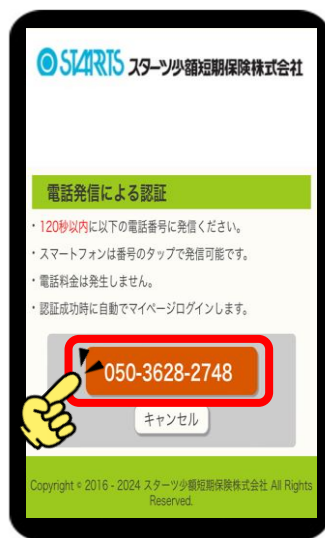 STARTS スターツ少額短期保険株式会社
電話発信による認証
・120秒以内に以下の電話番号に発信ください。
・スマートフォンは番号のタップで発信可能です。
・電話料金は発生しません。
・認証成功時に自動でマイページログインします。
050-3628-2748
キャンセル
Copyright © 2016 - 2024 スターツ少額短期保険株式会社 All Rights
Reserved.